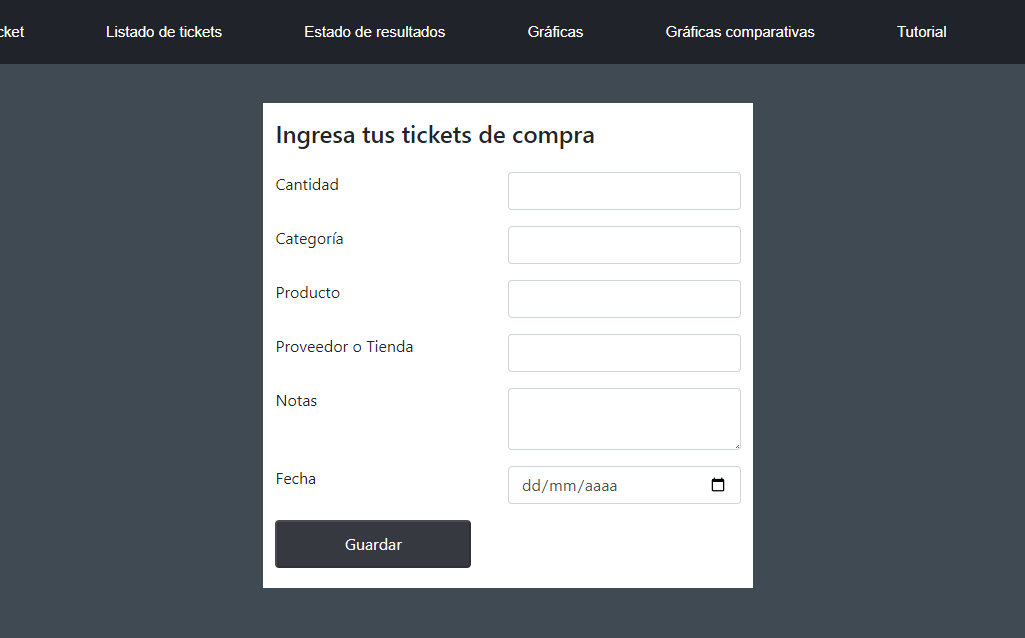 cket Listado de tickets Estado de resultados Gráficas Gráficas comparativas Tutorial
Ingresa tus tickets de compra
Cantidad
Categoría
Producto
Proveedor o Tienda
Notas
Fecha dd/mm/aaaa
Guardar